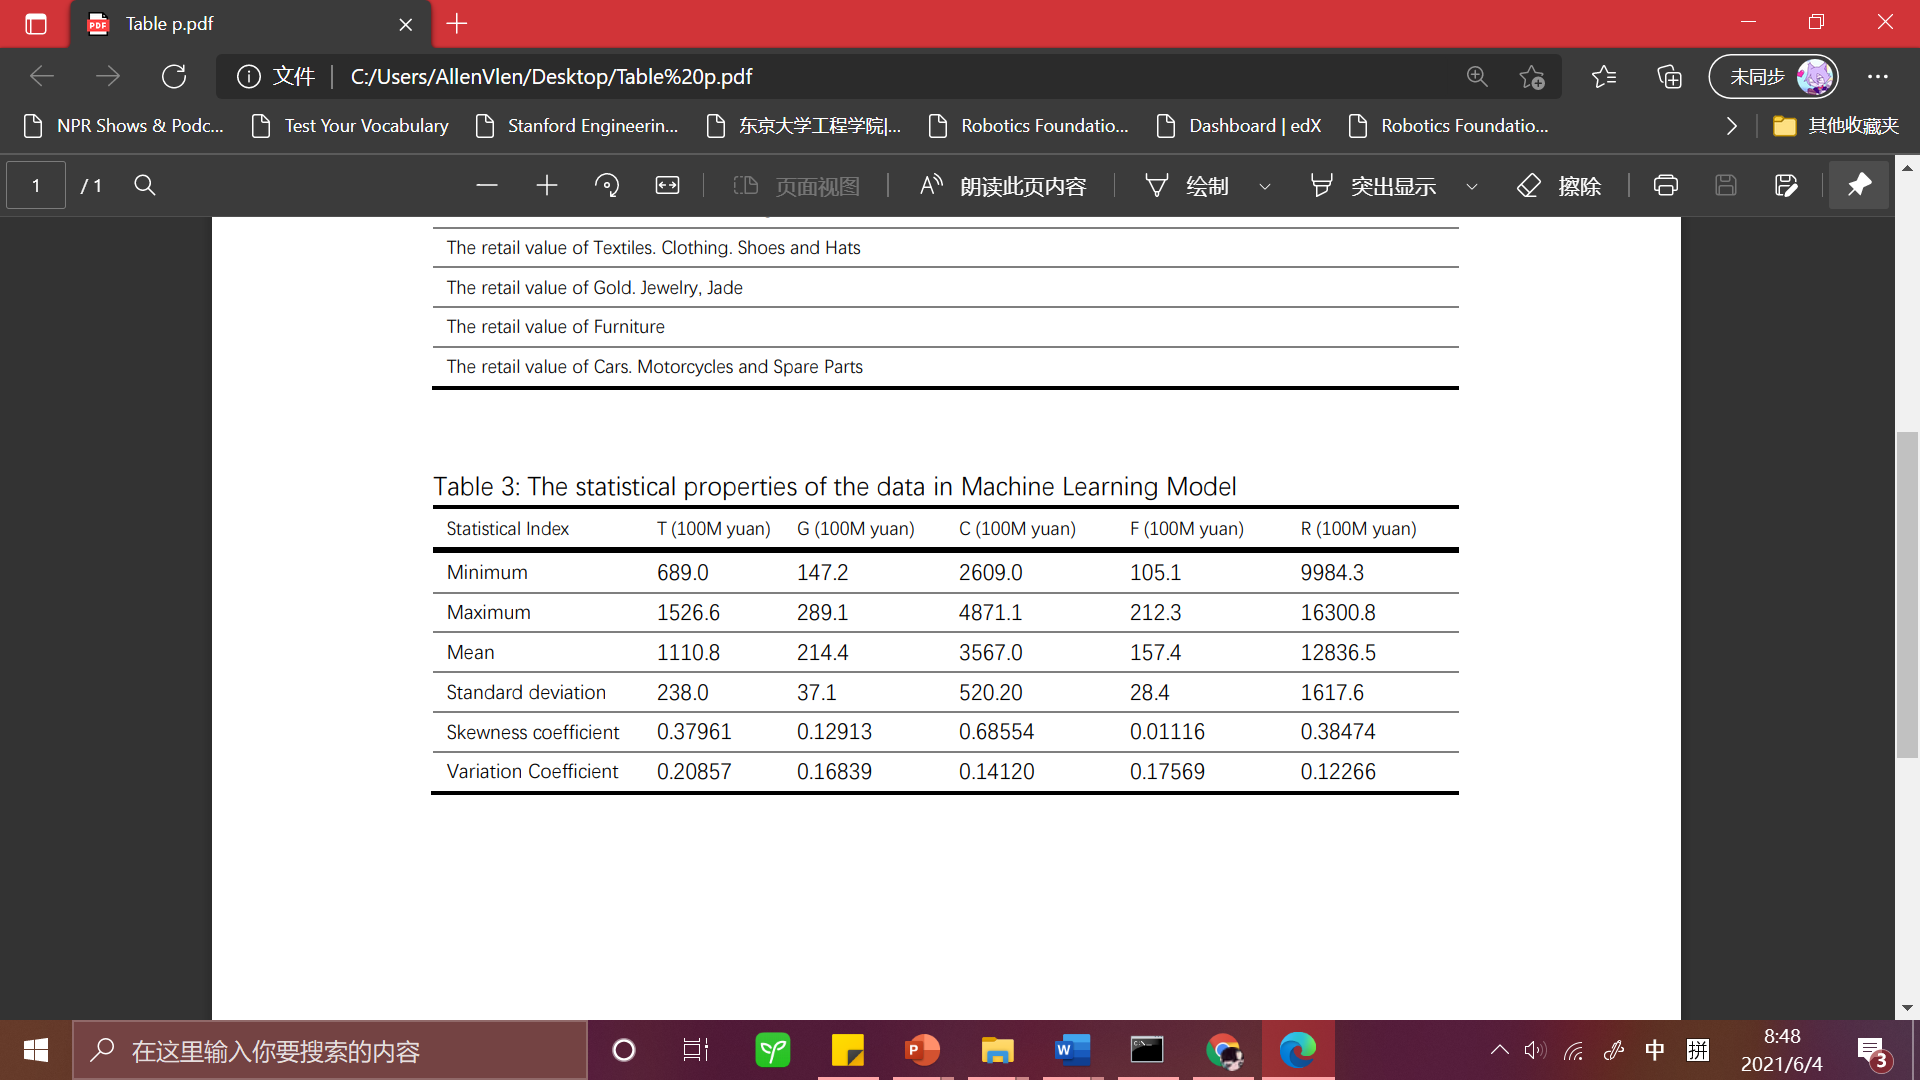 Table p.pdf
文件 C:/Users/AllenVlen/Desktop/Table%20p.pdf
未同步
NPR Shows & Podc... Test Your Vocabulary Stanford Engineerin... 东京大学工程学院|... Robotics Foundatio... Dashboard | edX Robotics Foundatio... 其他收藏夹
1 / 1 页面视图 朗读此页内容 绘制 突出显示 擦除
The retail value of Textiles. Clothing. Shoes and Hats
The retail value of Gold. Jewelry, Jade
The retail value of Furniture
The retail value of Cars. Motorcycles and Spare Parts
Table 3: The statistical properties of the data in Machine Learning Model
Statistical Index T (100M yuan) G (100M yuan) C (100M yuan) F (100M yuan) R (100M yuan)
Minimum 689.0 147.2 2609.0 105.1 9984.3
Maximum 1526.6 289.1 4871.1 212.3 16300.8
Mean 1110.8 214.4 3567.0 157.4 12836.5
Standard deviation 238.0 37.1 520.20 28.4 1617.6
Skewness coefficient 0.37961 0.12913 0.68554 0.01116 0.38474
Variation Coefficient 0.20857 0.16839 0.14120 0.17569 0.12266
在这里输入你要搜索的内容
中 拼
8:48
2021/6/4
3